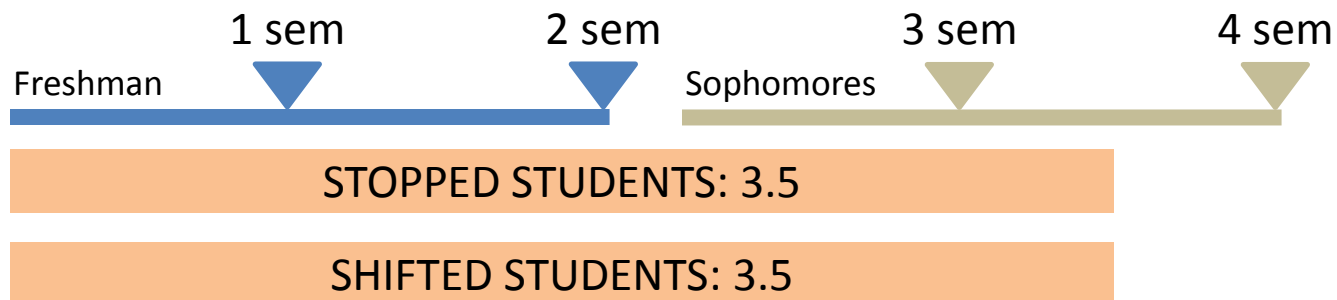 1 sem 2 sem 3 sem 4 sem
Freshman Sophomores
STOPPED STUDENTS: 3.5
SHIFTED STUDENTS: 3.5